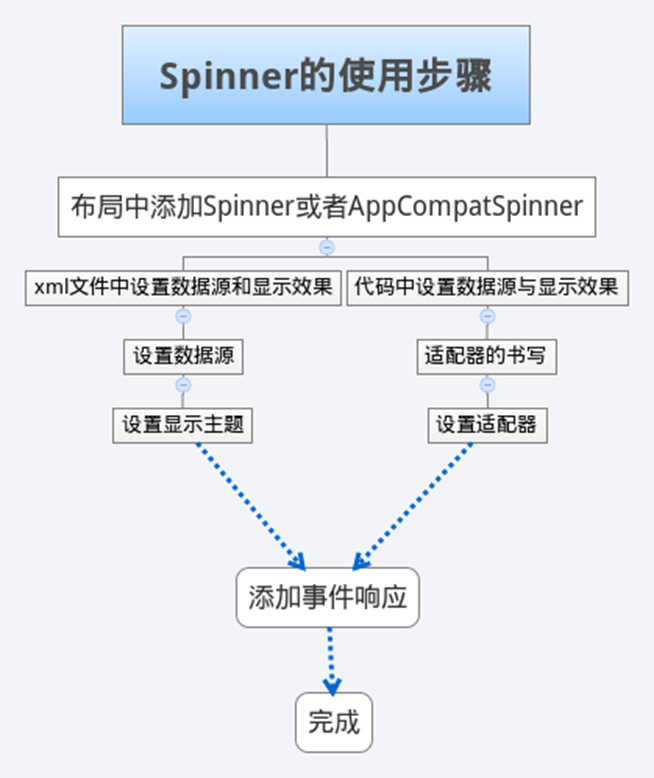 Spinner的使用步骤
布局中添加Spinner或者AppCompatSpinner
xml文件中设置数据源和显示效果
代码中设置数据源与显示效果
设置数据源
适配器的书写
设置显示主题
设置适配器
添加事件响应
完成